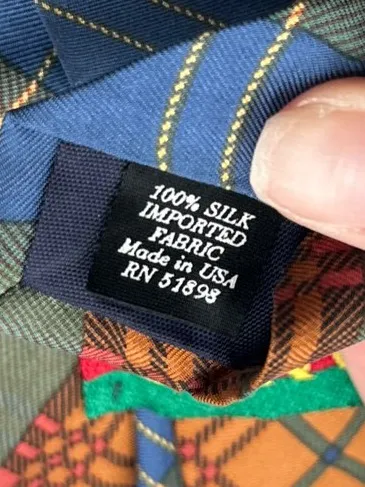 100% SILK
IMPORTED
FABRIC
Made in USA
RN 51898